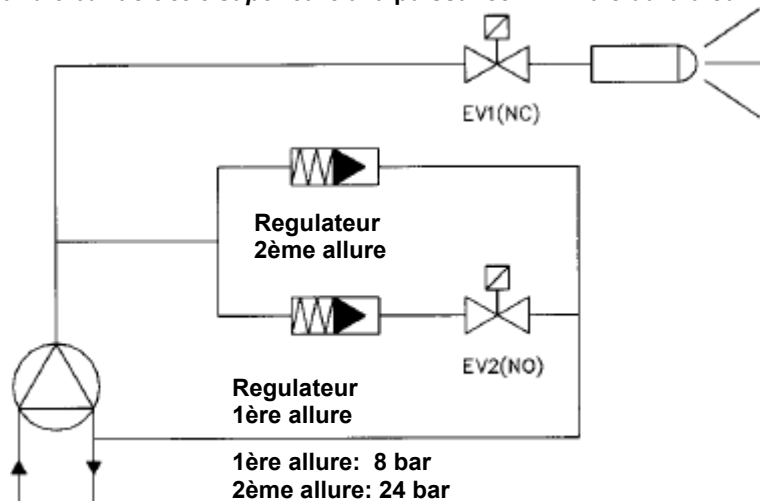 EV1(NC)
Regulateur
2ème allure
EV2(NO)
Regulateur
1ère allure
1ère allure: 8 bar
2ème allure: 24 bar